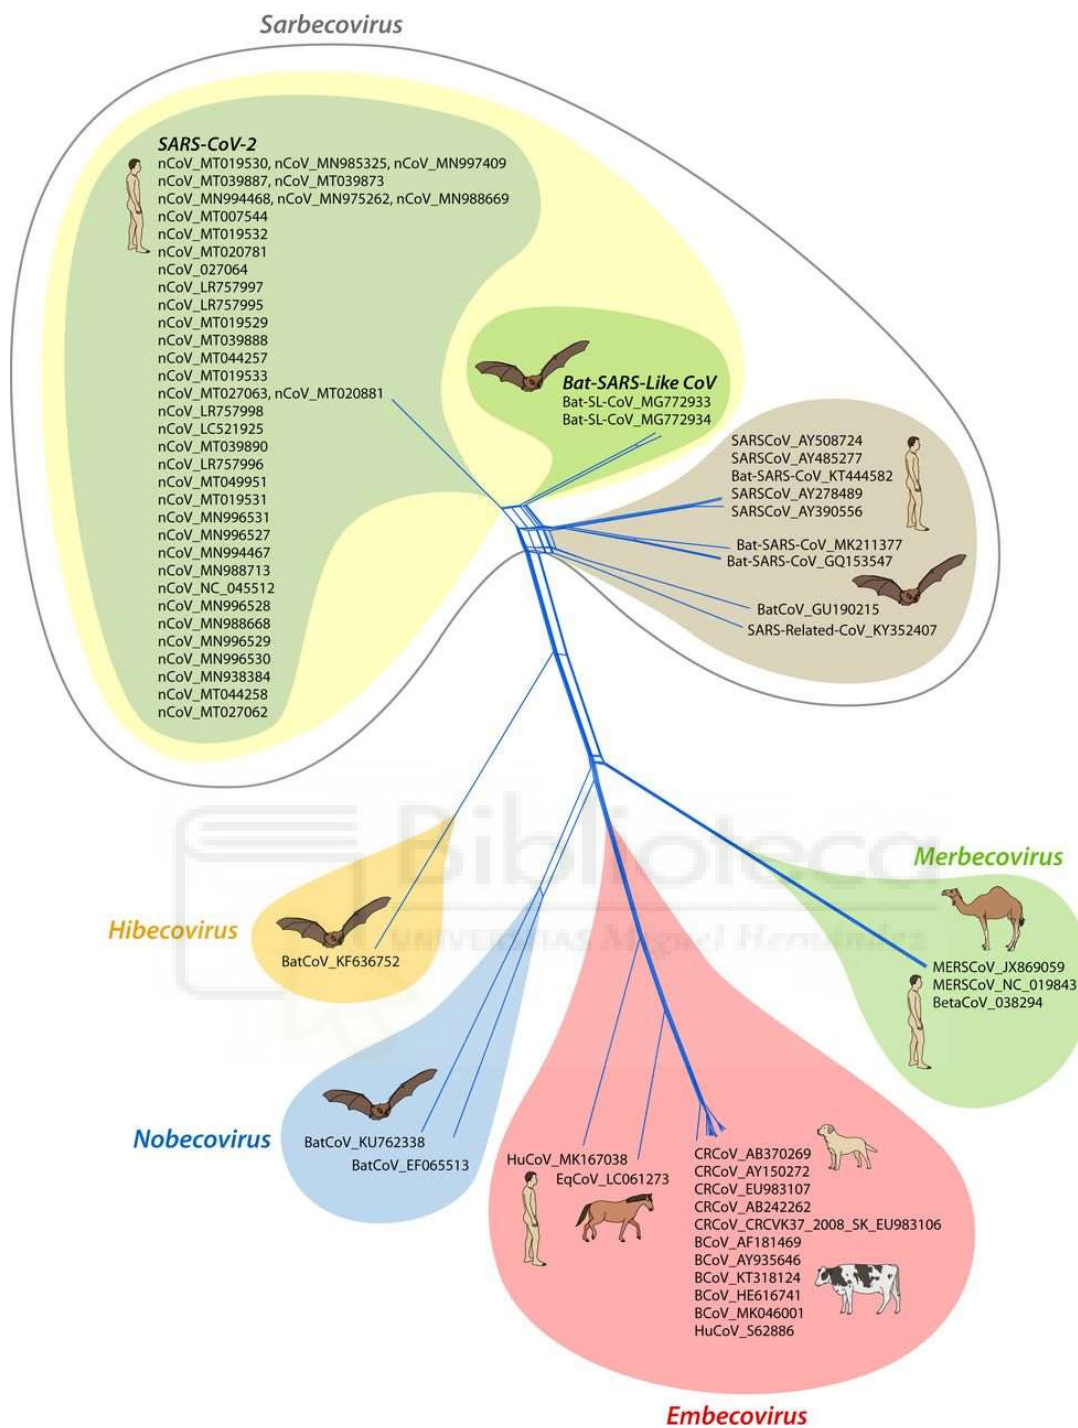 Sarbecovirus
SARS-CoV-2
nCoV_MT019530, nCoV_MN985325, nCoV_MN997409
nCoV_MT039887, nCoV_MT039873
nCoV_MN994468, nCoV_MN975262, nCoV_MN988669
nCoV_MT007544
nCoV_MT019532
nCoV_MT020781
nCoV_027064
nCoV_LR757997
nCoV_LR757995
nCoV_MT019529
nCoV_MT039888
nCoV_MT044257
nCoV_MT019533
nCoV_MT027063, nCoV_MT020881
nCoV_LR757998
nCoV_LC521925
nCoV_MT039890
nCoV_LR757996
nCoV_MT049951
nCoV_MT019531
nCoV_MN996531
nCoV_MN996527
nCoV_MN994467
nCoV_MN988713
nCoV_NC_045512
nCoV_MN996528
nCoV_MN988668
nCoV_MN996529
nCoV_MN996530
nCoV_MN938384
nCoV_MT044258
nCoV_MT027062
Bat-SARS-Like CoV
Bat-SL-CoV_MG772933
Bat-SL-CoV_MG772934
SARSCoV_AY508724
SARSCoV_AY485277
Bat-SARS-CoV_KT444582
SARSCoV_AY278489
SARSCoV_AY390556
Bat-SARS-CoV_MK211377
Bat-SARS-CoV_GQ153547
BatCoV_GU190215
SARS-Related-CoV_KY352407
Biblioteca
UNIVERSITAS Miguel Hernández
Hibecovirus
BatCoV_KF636752
Merbecovirus
MERSCoV_JX869059
MERSCoV_NC_019843
BetaCoV_038294
Nobecovirus
BatCoV_KU762338
BatCoV_EF065513
HuCoV_MK167038
EqCoV_LC061273
CRCoV_AB370269
CRCoV_AY150272
CRCoV_EU983107
CRCoV_AB242262
CRCoV_CRCVK37_2008_SK_EU983106
BCoV_AF181469
BCoV_AY935646
BCoV_KT318124
BCoV_HE616741
BCoV_MK046001
HuCoV_S62886
Embecovirus